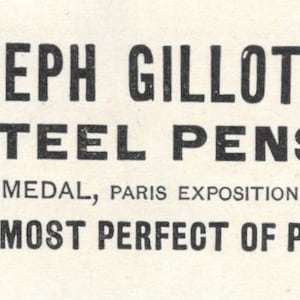 EPH GILLOT
TEEL PENS
MEDAL, PARIS EXPOSITION
MOST PERFECT OF P